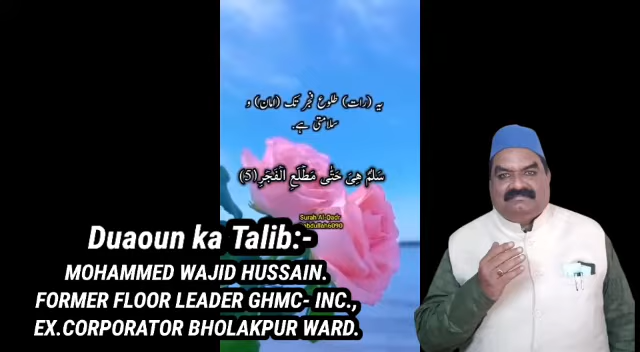 یہ (رات) طلوع فجر تک (امان) و
سلامتی ہے۔
سَلٰمٌ هِیَ حَتّٰی مَطْلَعِ الْفَجْرِ(5)
Surah Al-Qadr
abdullah6090
Duaoun ka Talib:-
MOHAMMED WAJID HUSSAIN.
FORMER FLOOR LEADER GHMC- INC.,
EX.CORPORATOR BHOLAKPUR WARD.